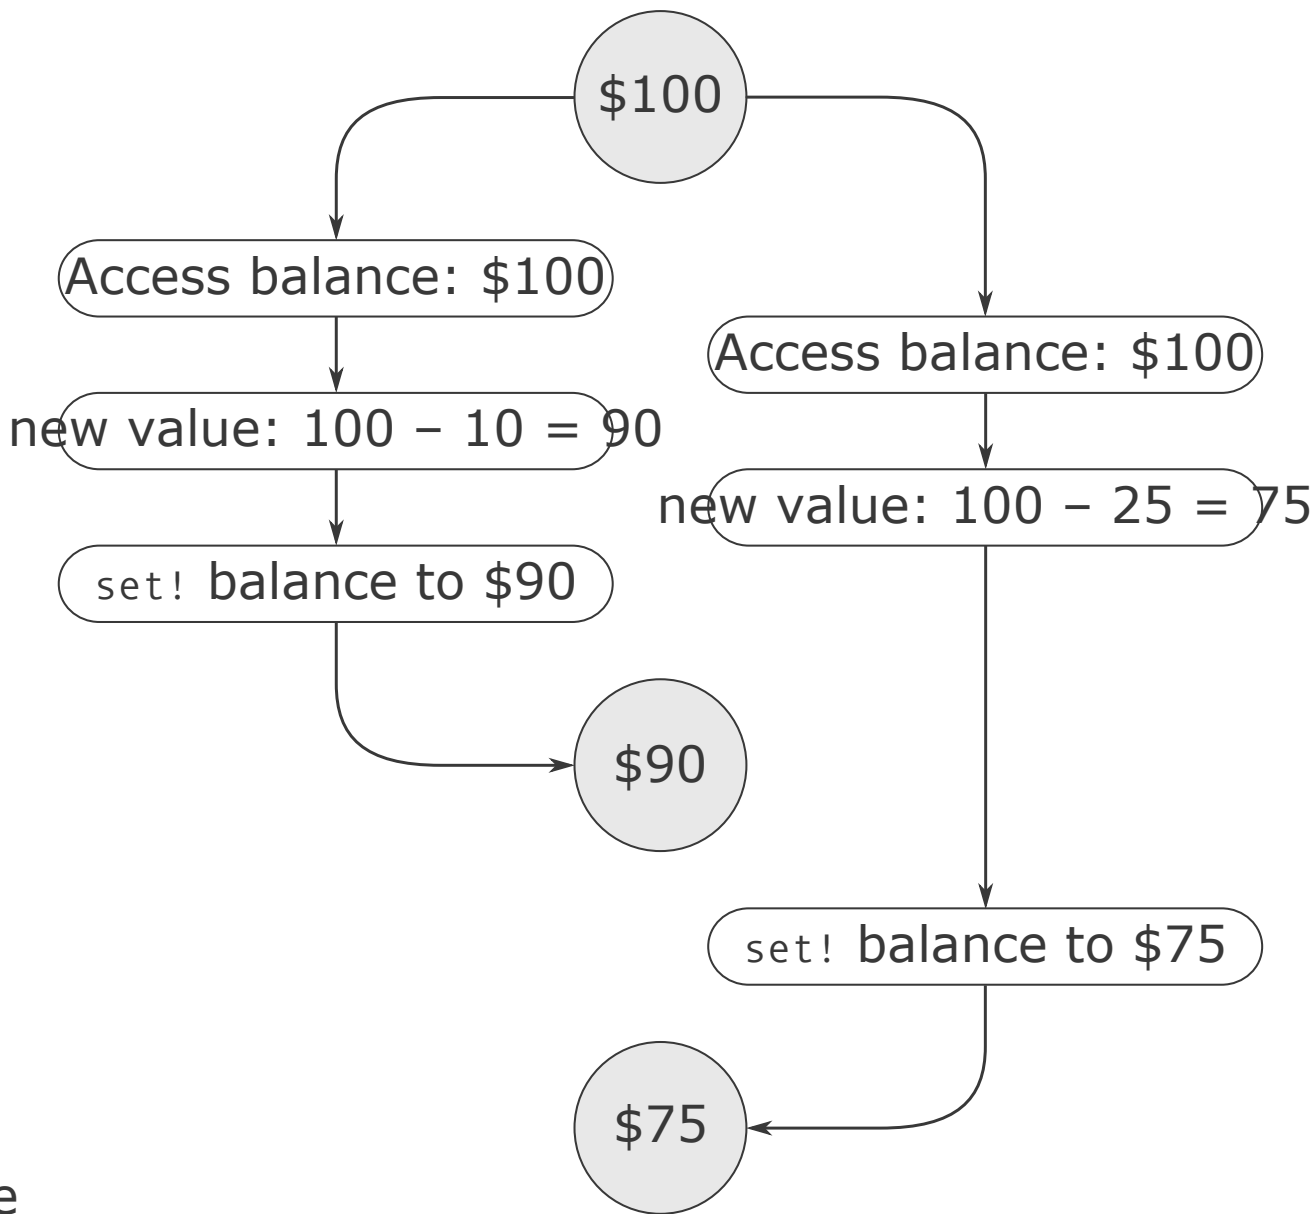 $100
Access balance: $100
new value: 100 – 10 = 90
set! balance to $90
Access balance: $100
new value: 100 – 25 = 75
$90
set! balance to $75
$75
e